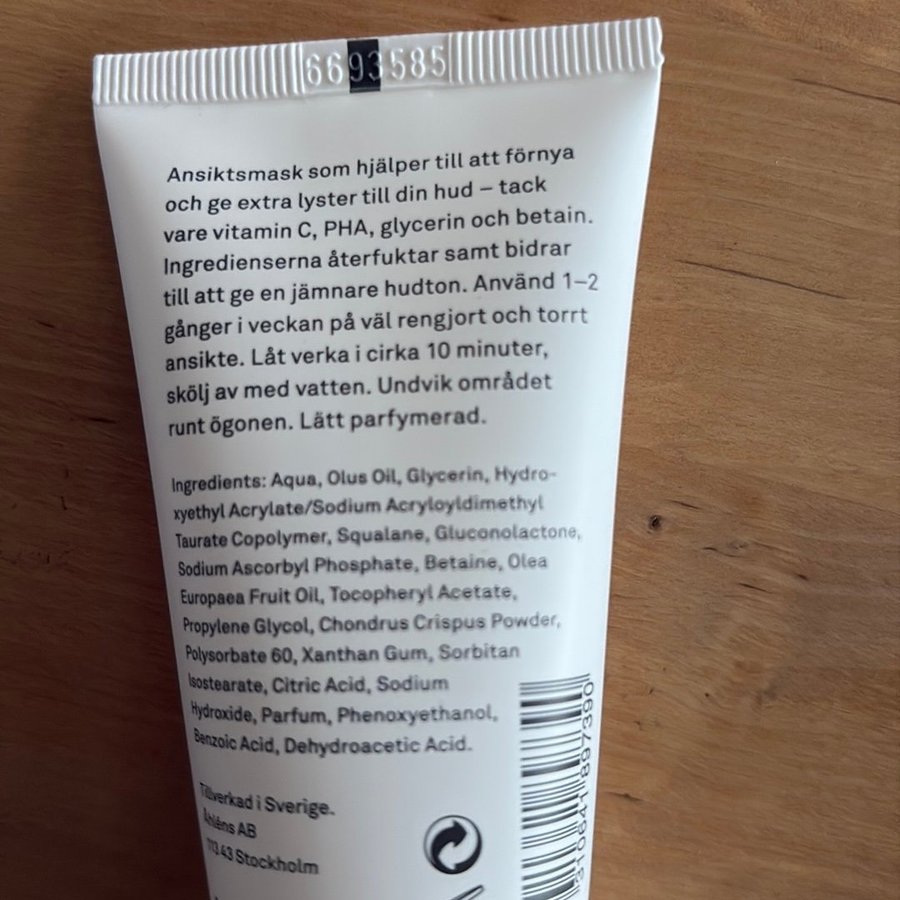 6693585
Ansiktsmask som hjälper till att förnya
och ge extra lyster till din hud – tack
vare vitamin C, PHA, glycerin och betain.
Ingredienserna återfuktar samt bidrar
till att ge en jämnare hudton. Använd 1–2
gånger i veckan på väl rengjort och torrt
ansikte. Låt verka i cirka 10 minuter,
skölj av med vatten. Undvik området
runt ögonen. Lätt parfymerad.
Ingredients: Aqua, Olus Oil, Glycerin, Hydro-
xyethyl Acrylate/Sodium Acryloyldimethyl
Taurate Copolymer, Squalane, Gluconolactone,
Sodium Ascorbyl Phosphate, Betaine, Olea
Europaea Fruit Oil, Tocopheryl Acetate,
Propylene Glycol, Chondrus Crispus Powder,
Polysorbate 60, Xanthan Gum, Sorbitan
Isostearate, Citric Acid, Sodium
Hydroxide, Parfum, Phenoxyethanol,
Benzoic Acid, Dehydroacetic Acid.
Tillverkad i Sverige.
Åhléns AB
113 43 Stockholm
310641 897390